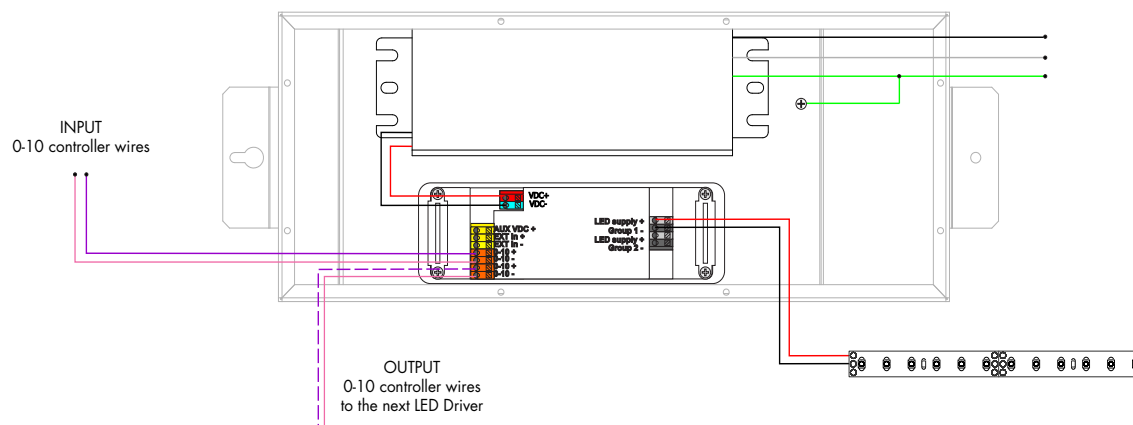 INPUT
0-10 controller wires
VDC+
VDC-
AUX VDC +
EXT In +
EXT In -
0-10 +
0-10 -
0-10 +
0-10 -
LED supply +
Group 1 -
LED supply +
Group 2 -
OUTPUT
0-10 controller wires
to the next LED Driver